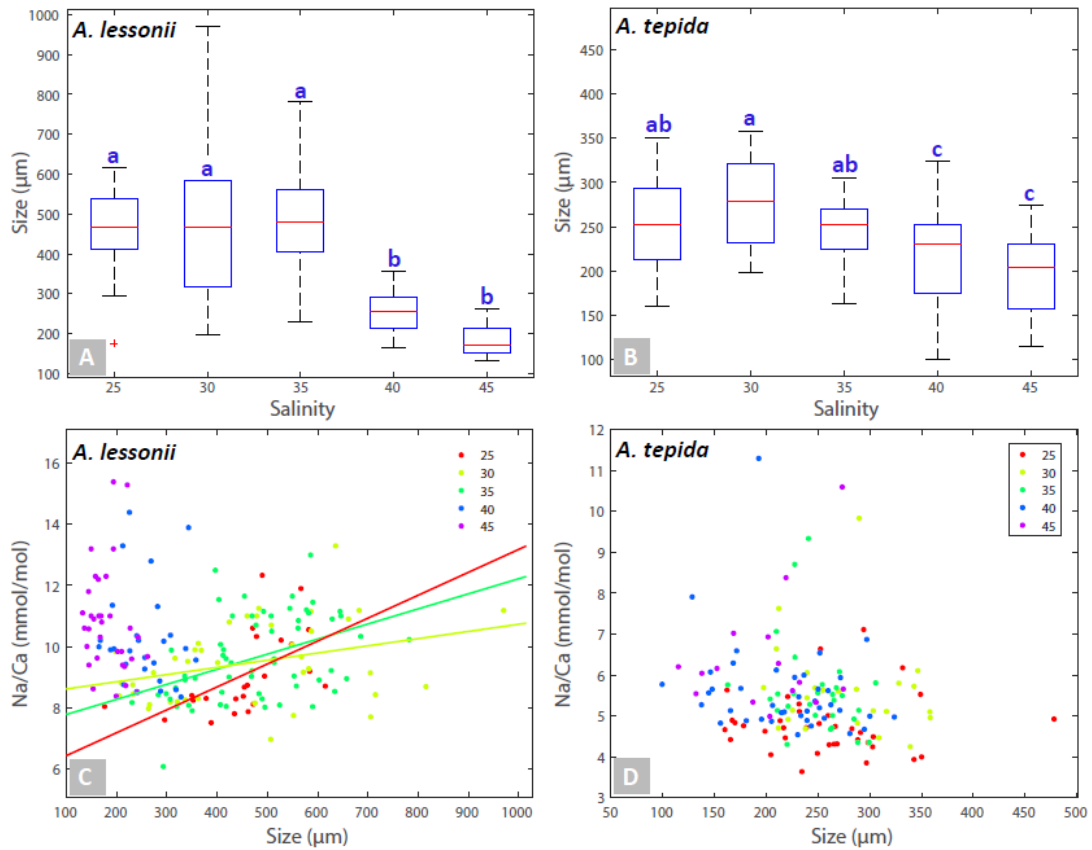 A. lessonii
1000
900
800
700
600
500
400
300
200
100
Size (µm)
a
a
a
b
b
A
25
30
35
40
45
Salinity
A. tepida
450
400
350
300
250
200
150
100
Size (µm)
ab
a
ab
c
c
B
25
30
35
40
45
Salinity
A. lessonii
16
14
12
10
8
6
Na/Ca (mmol/mol)
25
30
35
40
45
C
100 200 300 400 500 600 700 800 900 1000
Size (µm)
A. tepida
12
11
10
9
8
7
6
5
4
3
Na/Ca (mmol/mol)
25
30
35
40
45
D
50 100 150 200 250 300 350 400 450 500
Size (µm)